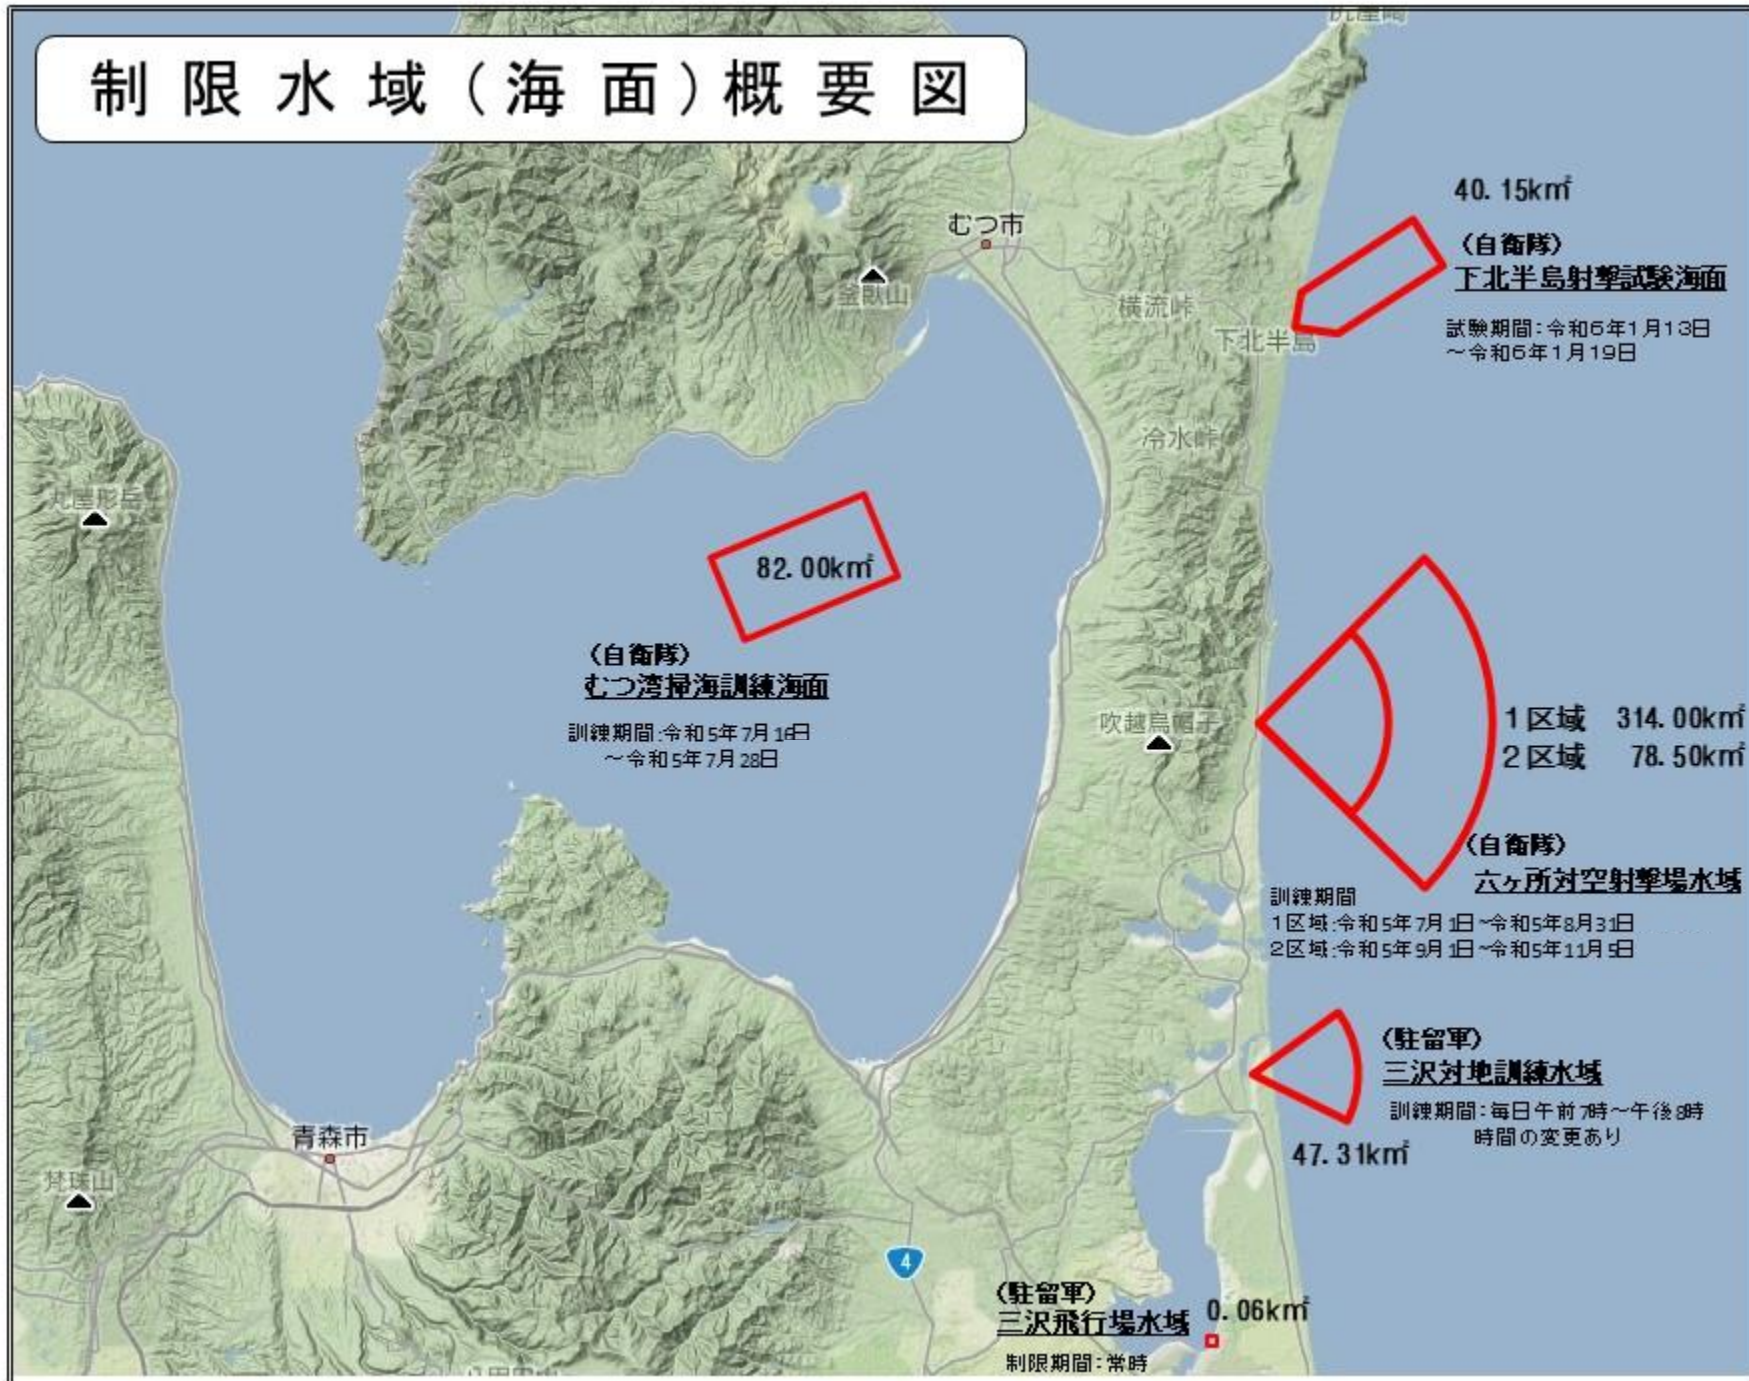 制限水域(海面)概要図
むつ市
釜臥山
横流峠
下北半島
40.15k㎡
(自衛隊)
下北半島射撃試験海面
試験期間:令和6年1月13日
～令和6年1月19日
冷水峠
丸屋形岳
82.00k㎡
(自衛隊)
むつ湾掃海訓練海面
訓練期間:令和5年7月16日
～令和5年7月28日
吹越烏帽子
1区域 314.00k㎡
2区域 78.50k㎡
(自衛隊)
六ヶ所対空射撃場水域
訓練期間
1区域:令和5年7月1日~令和5年8月31日
2区域:令和5年9月1日~令和5年11月5日
(駐留軍)
三沢対地訓練水域
訓練期間:毎日午前7時～午後8時
時間の変更あり
47.31k㎡
青森市
梵珠山
4
(駐留軍)
三沢飛行場水域
0.06k㎡
制限期間:常時